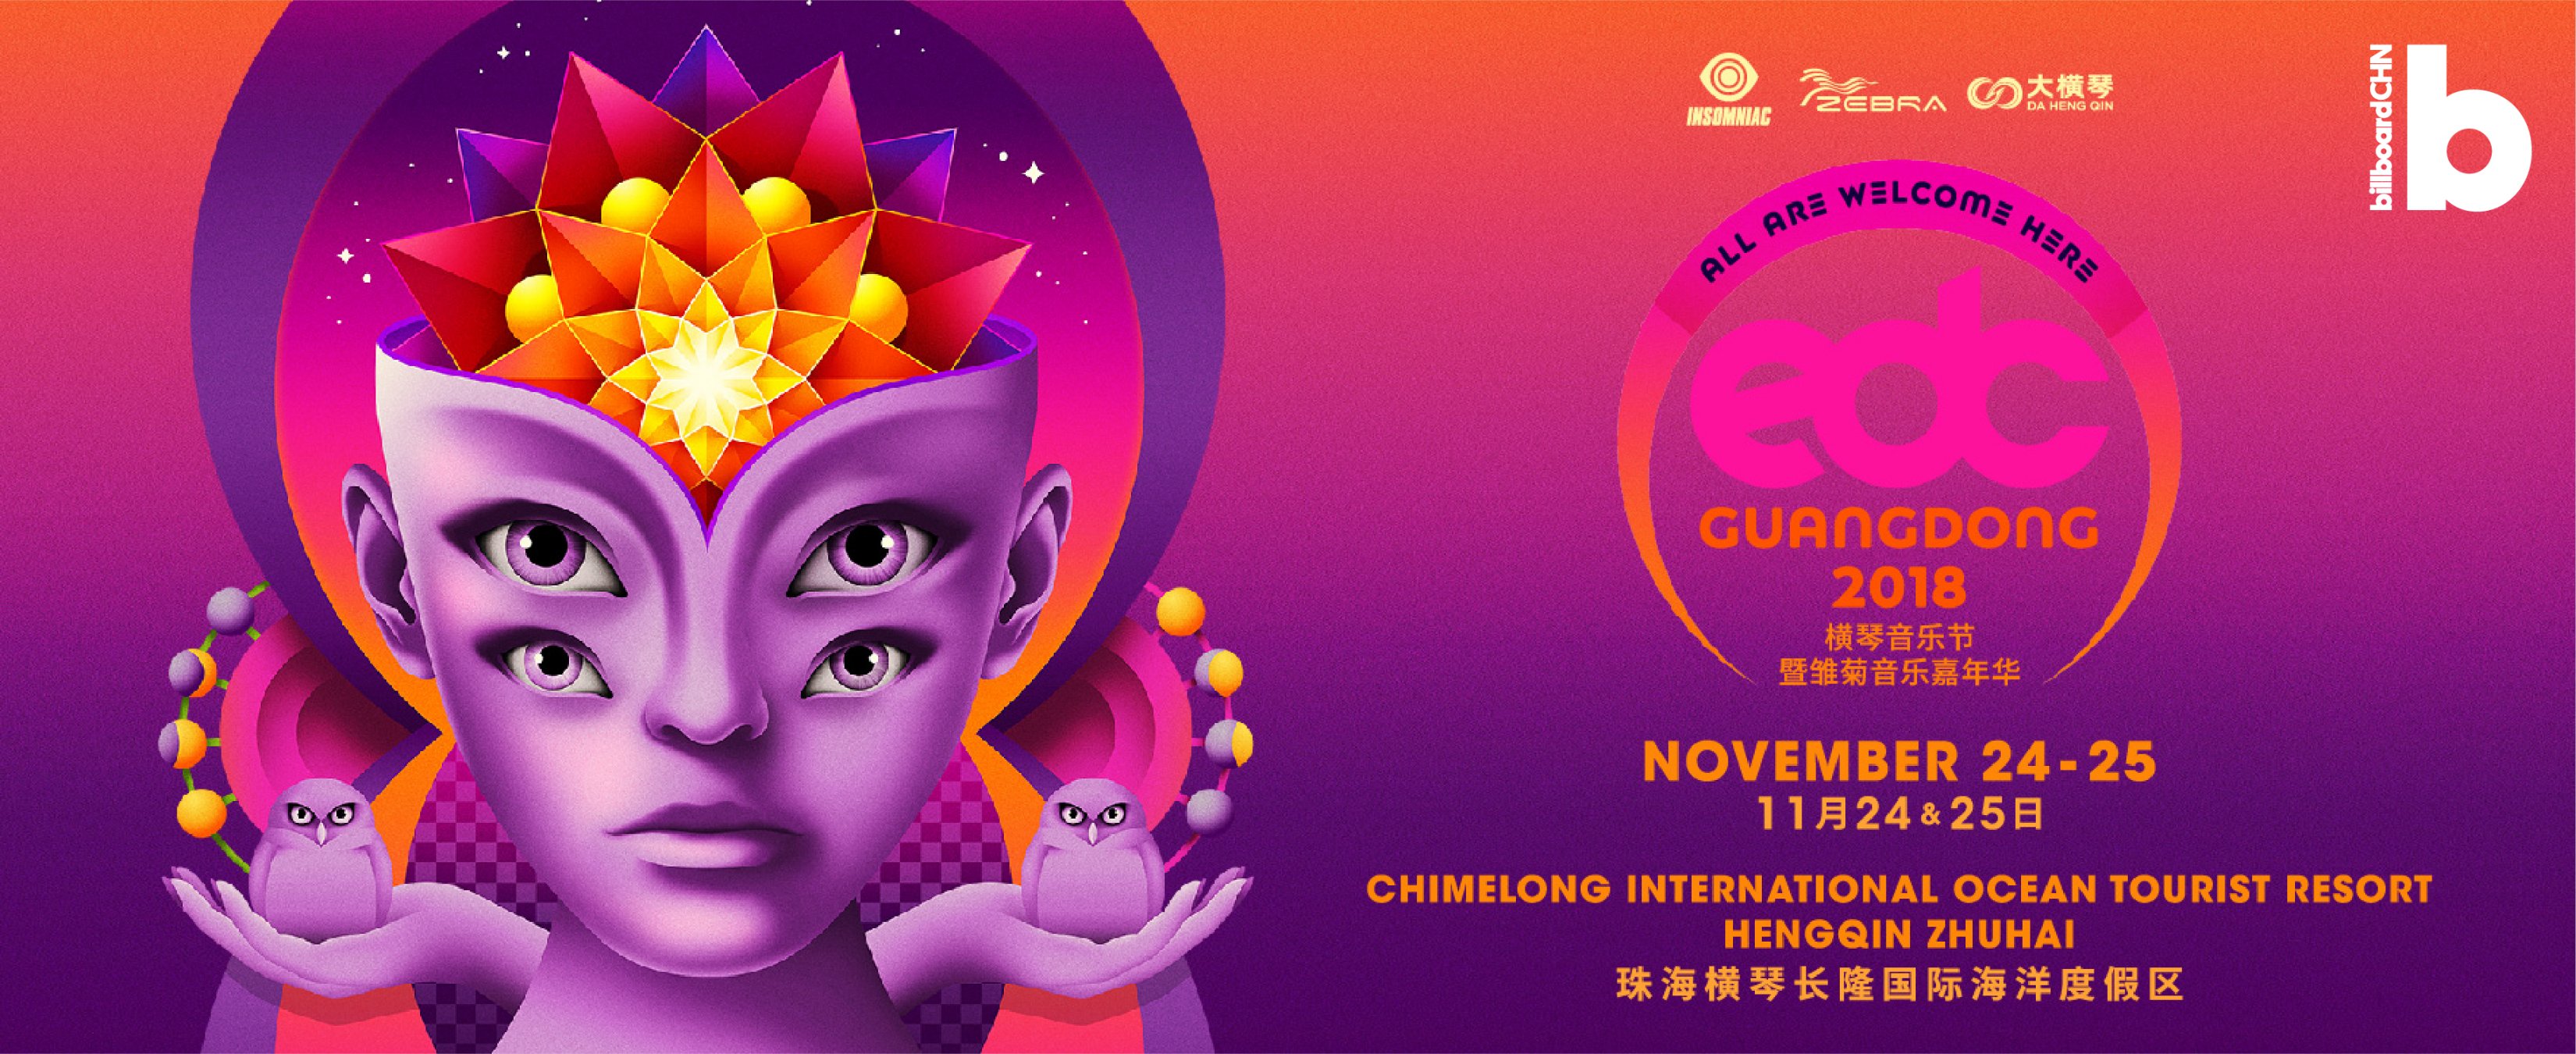 INSOMNIAC
ZEBRA
大横琴
DA HENG QIN
billboardCHN
b
ALL ARE WELCOME HERE
edc
GUANGDONG
2018
横琴音乐节
暨雏菊音乐嘉年华
NOVEMBER 24-25
11月24&25日
CHIMELONG INTERNATIONAL OCEAN TOURIST RESORT
HENGQIN ZHUHAI
珠海横琴长隆国际海洋度假区